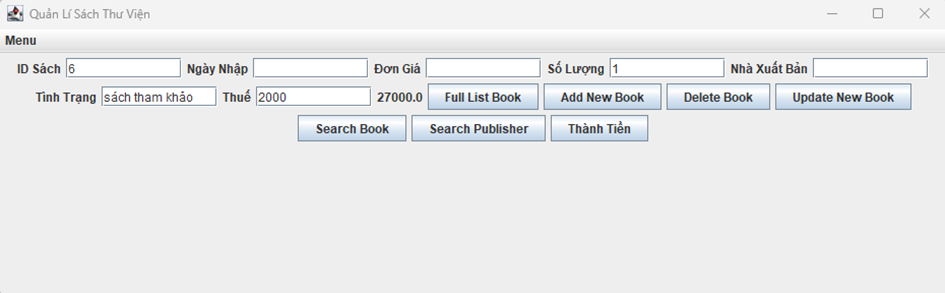 Quản Lí Sách Thư Viện
Menu
ID Sách 6 Ngày Nhập Đơn Giá Số Lượng 1 Nhà Xuất Bản
Tình Trạng sách tham khảo Thuế 2000 27000.0 Full List Book Add New Book Delete Book Update New Book
Search Book Search Publisher Thành Tiền